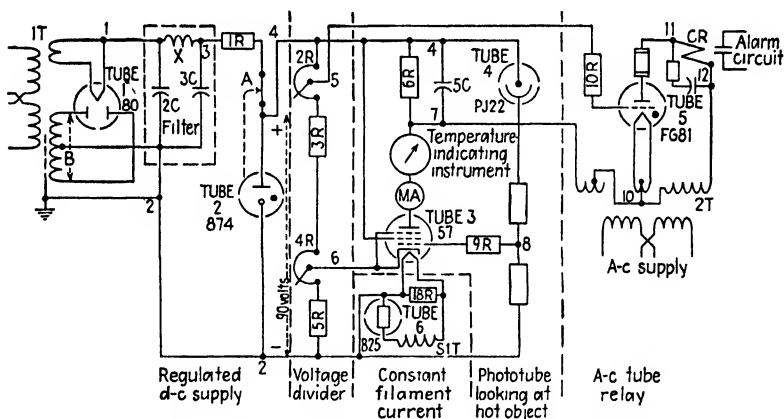 1T
1
X
3
1R
4
2R
5
4
TUBE
4
PJ22
11
CR
Alarm
circuit
TUBE
1
'80
2C
3C
Filter
A
3R
6R
5C
7
10R
12
TUBE
5
FG81
B
+
Temperature-
indicating
instrument
MA
TUBE
2
874
90 volts
TUBE 3
57
9R
8
10
2T
A-c supply
2
4R
6
5R
18R
TUBE
6
825
S1T
-
2
Regulated
d-c supply
Voltage
divider
Constant
filament
current
Phototube
looking at
hot object
A-c tube
relay